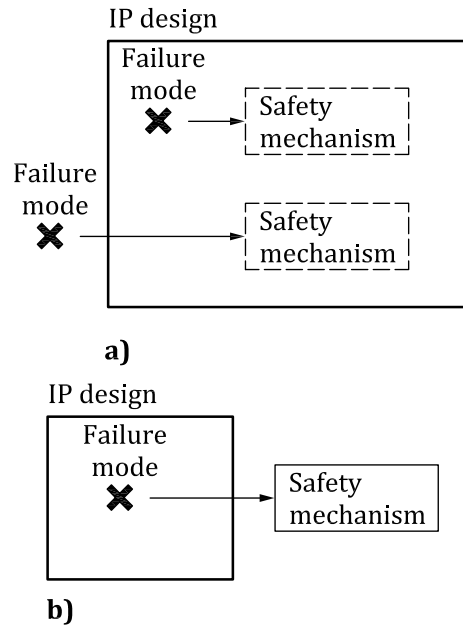 IP design
Failure
mode
Safety
mechanism
Failure
mode
Safety
mechanism
a)
IP design
Failure
mode
Safety
mechanism
b)